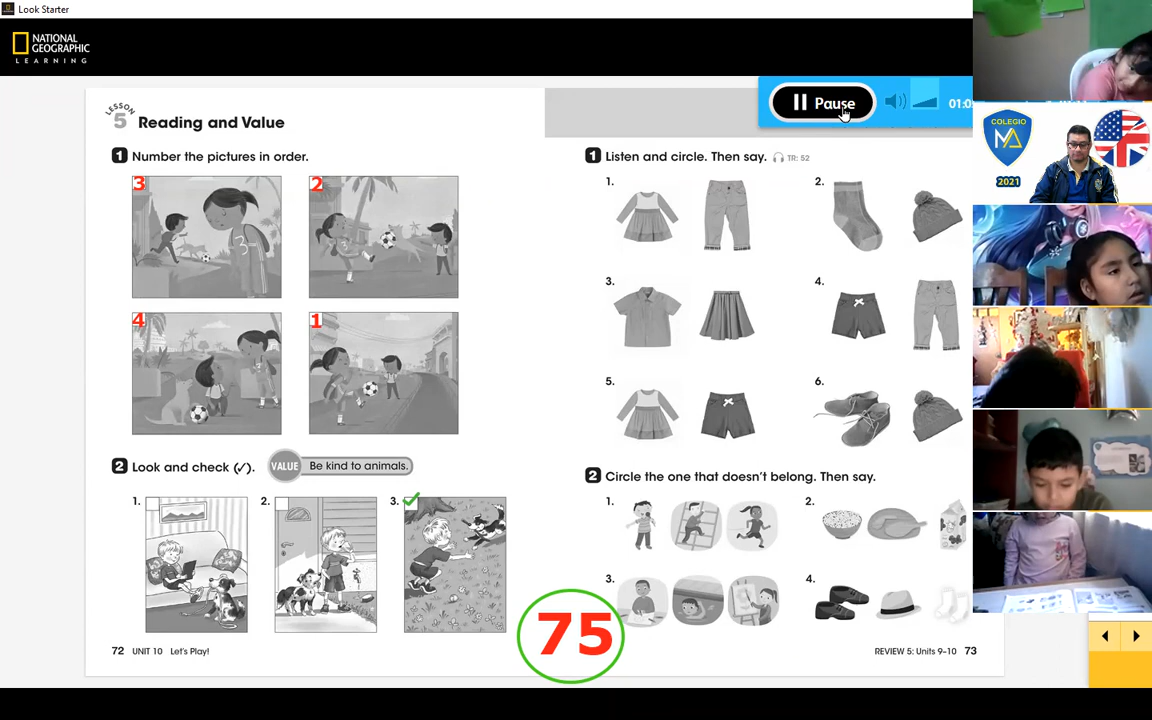 Look Starter
NATIONAL
GEOGRAPHIC
LEARNING
LESSON
5
Reading and Value
1 Number the pictures in order.
3
2
4
1
2 Look and check (✓).
VALUE Be kind to animals.
1.
2.
3.
72 UNIT 10 Let's Play!
75
Pause
1 Listen and circle. Then say. TR: 52
1.
2.
3.
4.
5.
6.
2 Circle the one that doesn't belong. Then say.
1.
2.
3.
4.
REVIEW 5: Units 9–10 73
COLEGIO
MA
2021